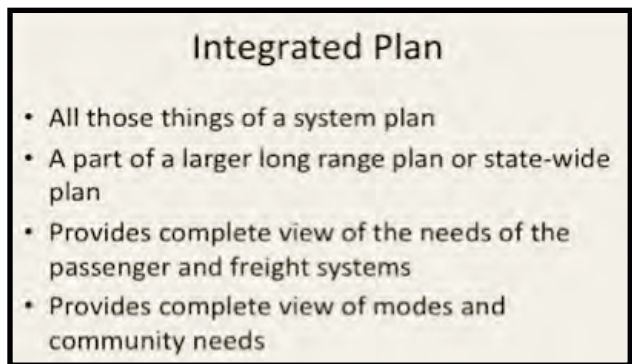 Integrated Plan
• All those things of a system plan
• A part of a larger long range plan or state-wide
plan
• Provides complete view of the needs of the
passenger and freight systems
• Provides complete view of modes and
community needs